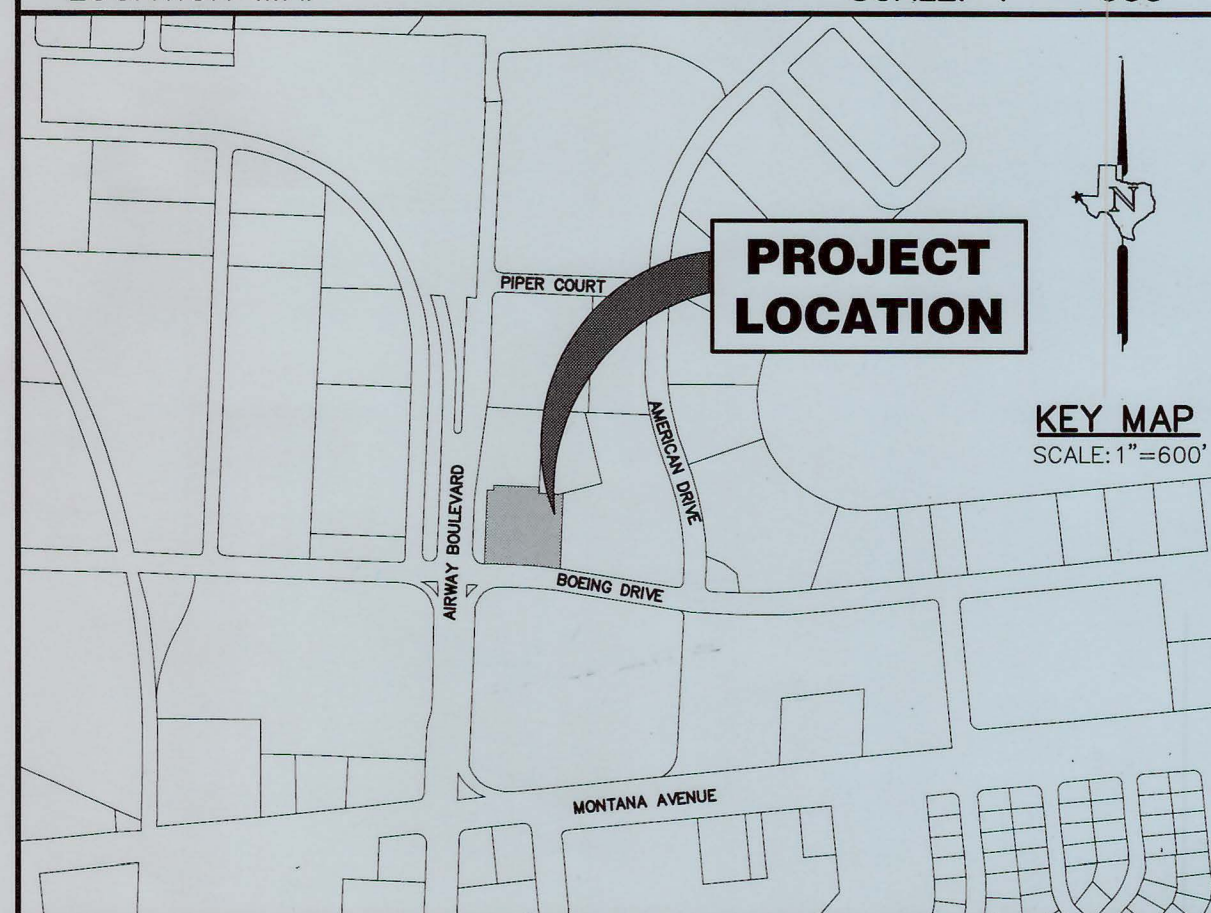 PIPER COURT
PROJECT
LOCATION
N
KEY MAP
SCALE: 1"=600'
AMERICAN DRIVE
AIRWAY BOULEVARD
BOEING DRIVE
MONTANA AVENUE